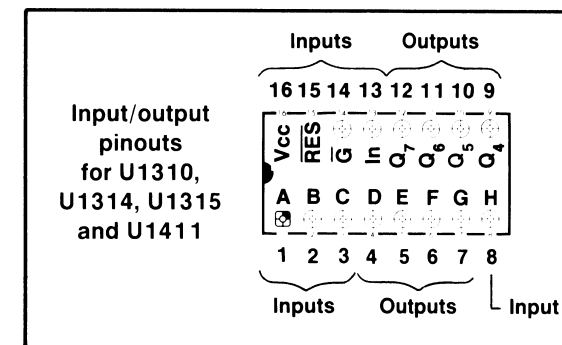 Inputs Outputs
16 15 14 13 12 11 10 9
Input/output
pinouts
for U1310,
U1314, U1315
and U1411
Vcc RES G In Q7 Q6 Q5 Q4
A B C D E F G H
1 2 3 4 5 6 7 8
Inputs Outputs Input